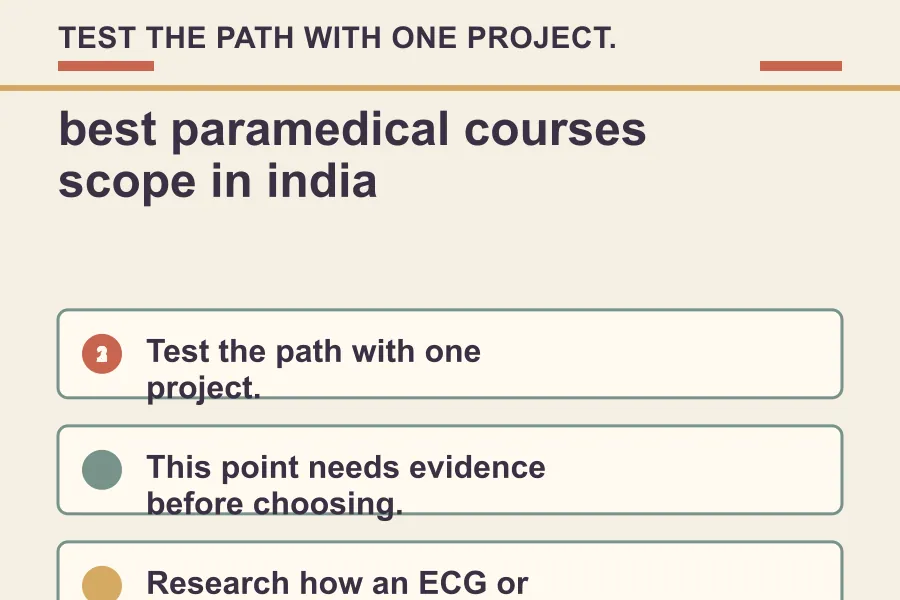 TEST THE PATH WITH ONE PROJECT.
best paramedical courses
scope in india
Test the path with one
project.
This point needs evidence
before choosing.
Research how an ECG or